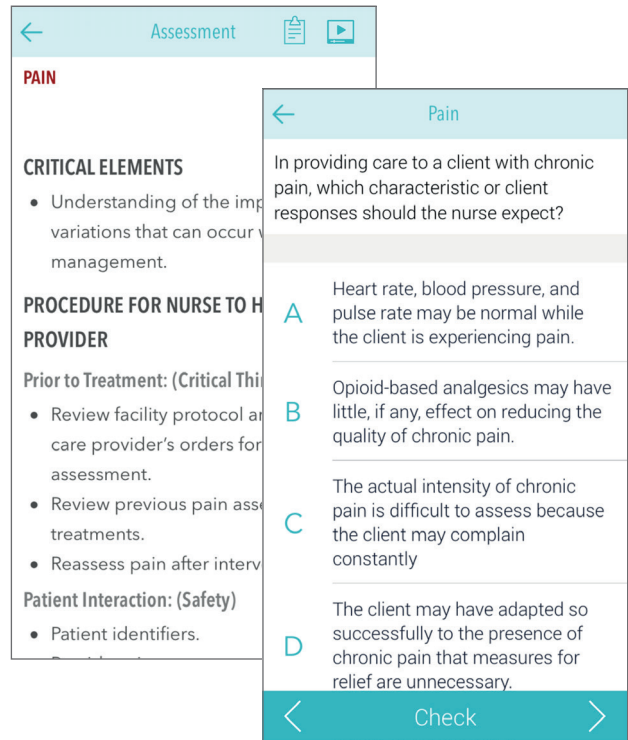 Assessment
PAIN
CRITICAL ELEMENTS
• Understanding of the
variations that can occur
management.
PROCEDURE FOR NURSE TO
PROVIDER
Prior to Treatment: (Critical
• Review facility protocol
care provider's orders for
assessment.
• Review previous pain
treatments.
• Reassess pain after
Patient Interaction: (Safety)
• Patient identifiers.
Pain
In providing care to a client with chronic
pain, which characteristic or client
responses should the nurse expect?
A
Heart rate, blood pressure, and
pulse rate may be normal while
the client is experiencing pain.
B
Opioid-based analgesics may have
little, if any, effect on reducing the
quality of chronic pain.
C
The actual intensity of chronic
pain is difficult to assess because
the client may complain
constantly
D
The client may have adapted so
successfully to the presence of
chronic pain that measures for
relief are unnecessary.
Check